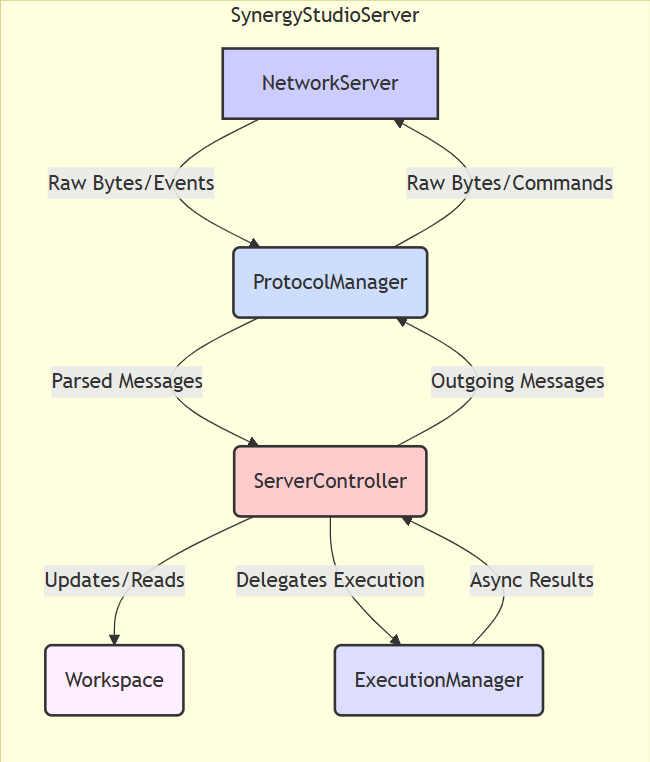 SynergyStudioServer
NetworkServer
Raw Bytes/Events
Raw Bytes/Commands
ProtocolManager
Parsed Messages
Outgoing Messages
ServerController
Updates/Reads
Delegates Execution
Async Results
Workspace
ExecutionManager